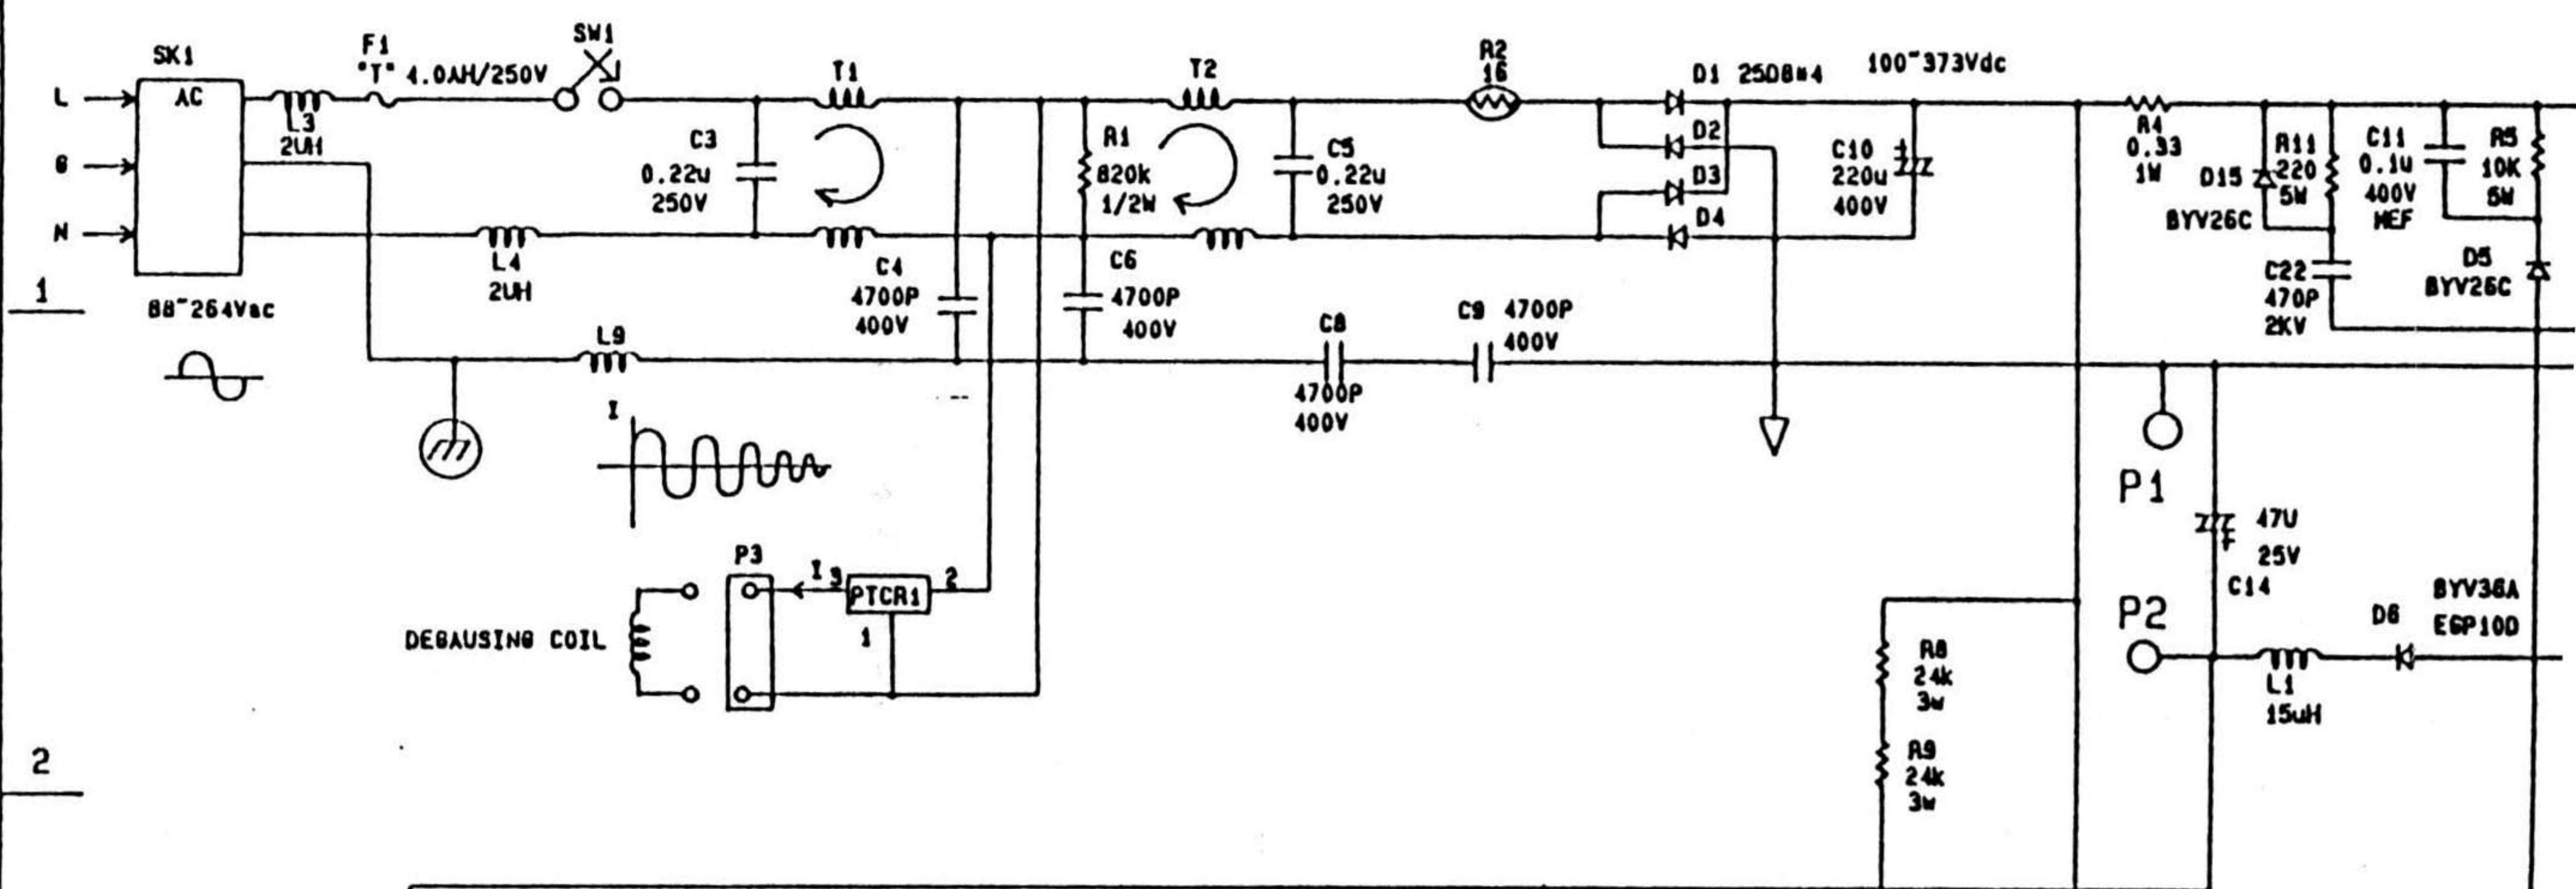 SK1
F1
"T" 4.0AH/250V
SW1
T1
T2
R2
16
D1 25D8*4
100~373Vdc
L
AC
L3
2UH
G
N
C3
0.22u
250V
R1
820k
1/2W
C5
0.22u
250V
D2
D3
D4
C10
220u
400V
R4
0.33
1W
D15
BYV26C
R11
220
5W
C11
0.1u
400V
MEF
R5
10K
5W
1
88~264Vac
L4
2UH
C4
4700P
400V
C6
4700P
400V
C22
470P
2KV
D5
BYV26C
L9
C8
4700P
400V
C9 4700P
400V
I
P1
47U
25V
C14
P3
I
3
PTCR1
2
1
DEGAUSING COIL
P2
D6
BYV36A
EGP10D
L1
15uH
R8
24k
3w
R9
24k
3w
2